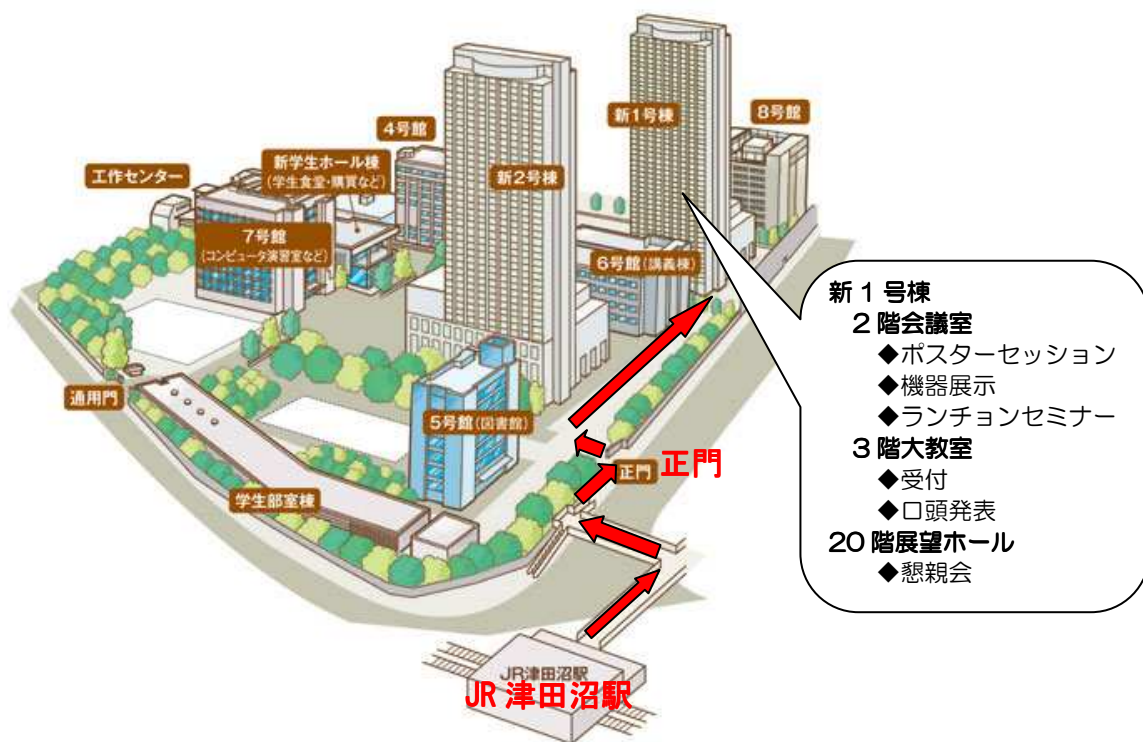 新1号棟
8号館
4号館
新学生ホール棟
(学生食堂・購買など)
工作センター
新2号棟
7号館
(コンピュータ演習室など)
6号館(講義棟)
通用門
5号館(図書館)
正門
正門
学生部室棟
JR津田沼駅
JR 津田沼駅
新 1 号棟
2 階会議室
◆ポスターセッション
◆機器展示
◆ランチョンセミナー
3 階大教室
◆受付
◆口頭発表
20 階展望ホール
◆懇親会